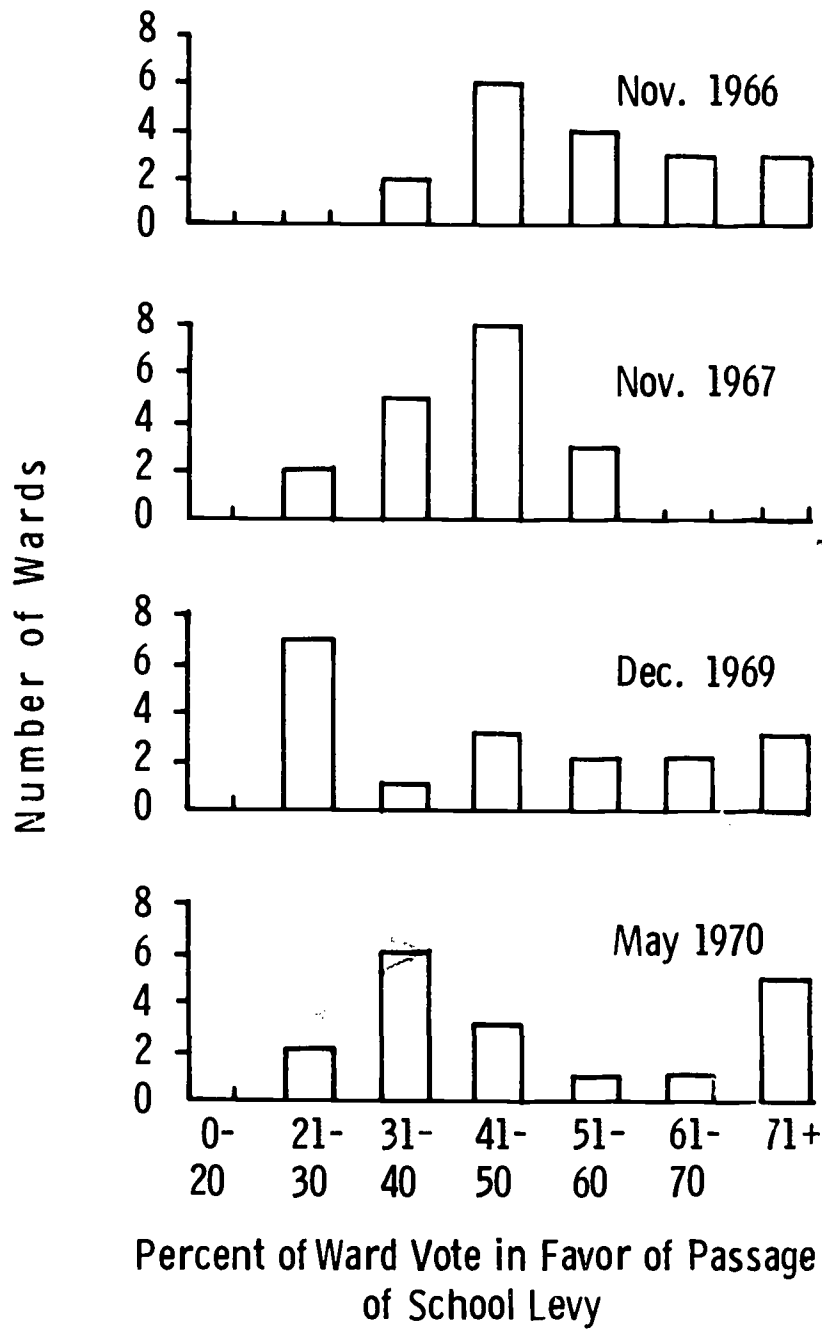 8
6
4
2
0
Nov. 1966
8
6
4
2
0
Nov. 1967
8
6
4
2
0
Dec. 1969
8
6
4
2
0
May 1970
0- 21- 31- 41- 51- 61- 71+
20 30 40 50 60 70
Number of Wards
Percent of Ward Vote in Favor of Passage
of School Levy